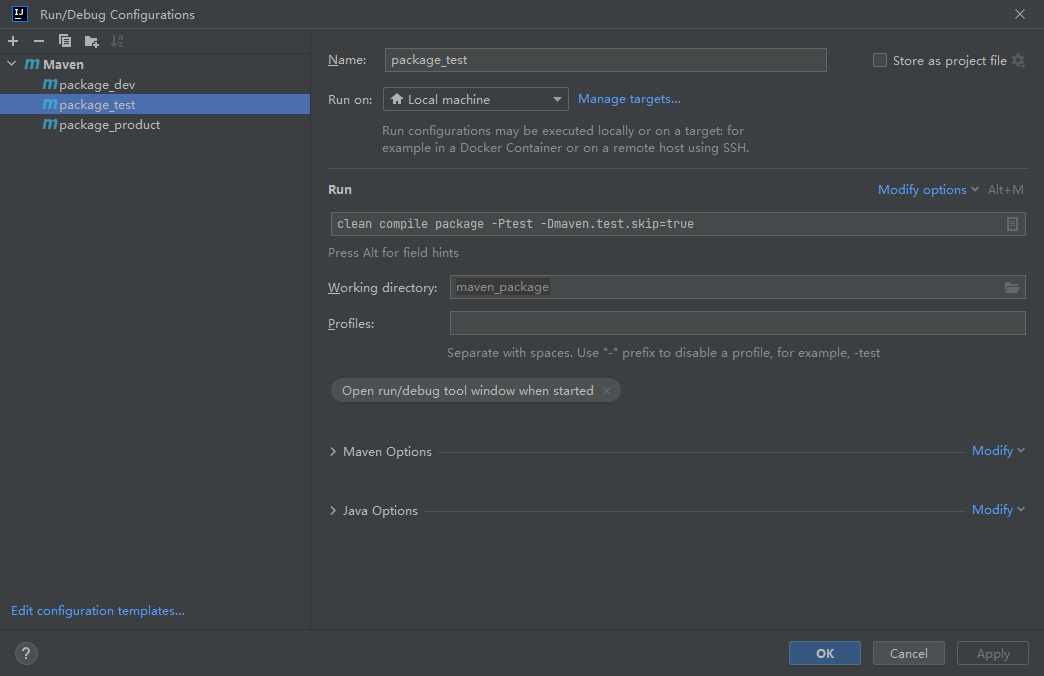 Run/Debug Configurations
Maven
package_dev
package_test
package_product
Edit configuration templates...
Name: package_test
Store as project file
Run on: Local machine Manage targets...
Run configurations may be executed locally or on a target: for
example in a Docker Container or on a remote host using SSH.
Run Modify options Alt+M
clean compile package -Ptest -Dmaven.test.skip=true
Press Alt for field hints
Working directory: maven_package
Profiles:
Separate with spaces. Use "-" prefix to disable a profile, for example, -test
Open run/debug tool window when started
Maven Options Modify
Java Options Modify
? OK Cancel Apply